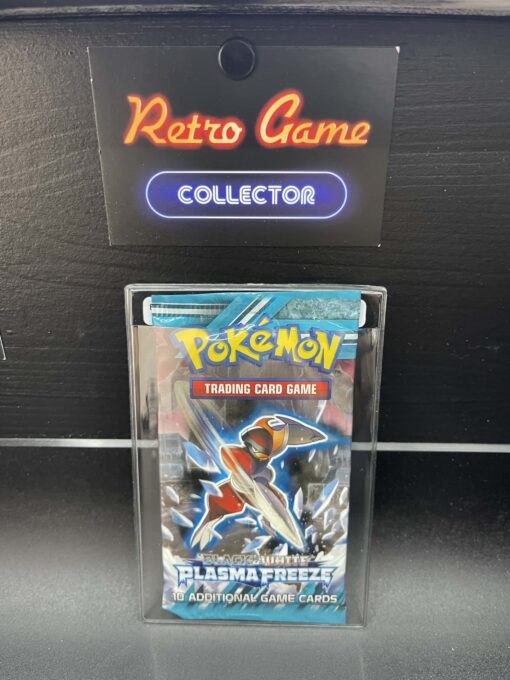 Retro Game
COLLECTOR
POKéMON
TRADING CARD GAME
BLACK & WHITE
PLASMA FREEZE
10 ADDITIONAL GAME CARDS